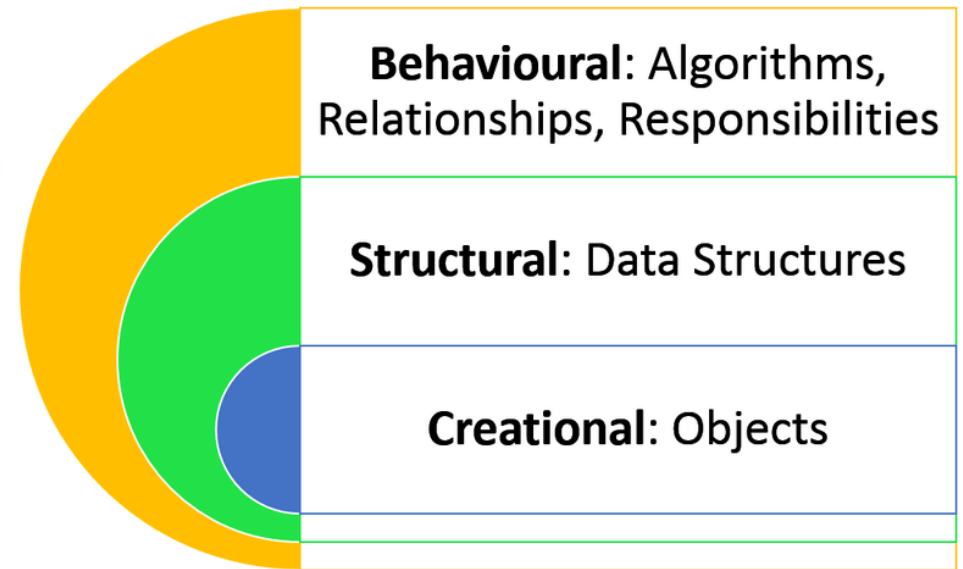 Behavioural: Algorithms,
Relationships, Responsibilities
Structural: Data Structures
Creational: Objects